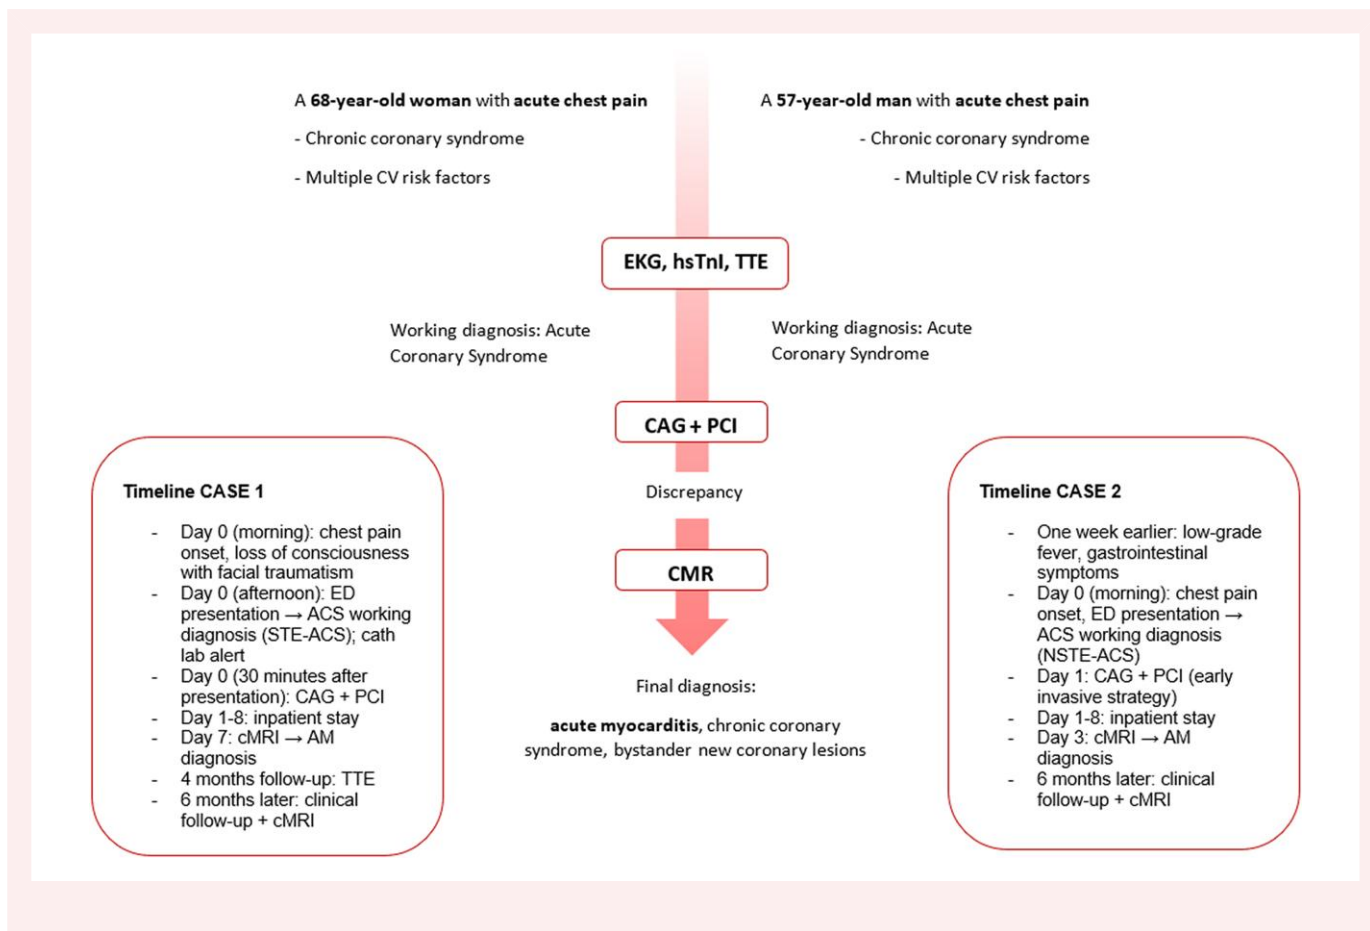 A 68-year-old woman with acute chest pain
- Chronic coronary syndrome
- Multiple CV risk factors
A 57-year-old man with acute chest pain
- Chronic coronary syndrome
- Multiple CV risk factors
EKG, hsTnI, TTE
Working diagnosis: Acute
Coronary Syndrome
Working diagnosis: Acute
Coronary Syndrome
CAG + PCI
Discrepancy
CMR
Final diagnosis:
acute myocarditis, chronic coronary
syndrome, bystander new coronary lesions
Timeline CASE 1
- Day 0 (morning): chest pain
onset, loss of consciousness
with facial traumatism
- Day 0 (afternoon): ED
presentation → ACS working
diagnosis (STE-ACS); cath
lab alert
- Day 0 (30 minutes after
presentation): CAG + PCI
- Day 1-8: inpatient stay
- Day 7: cMRI → AM
diagnosis
- 4 months follow-up: TTE
- 6 months later: clinical
follow-up + cMRI
Timeline CASE 2
- One week earlier: low-grade
fever, gastrointestinal
symptoms
- Day 0 (morning): chest pain
onset, ED presentation →
ACS working diagnosis
(NSTE-ACS)
- Day 1: CAG + PCI (early
invasive strategy)
- Day 1-8: inpatient stay
- Day 3: cMRI → AM
diagnosis
- 6 months later: clinical
follow-up + cMRI